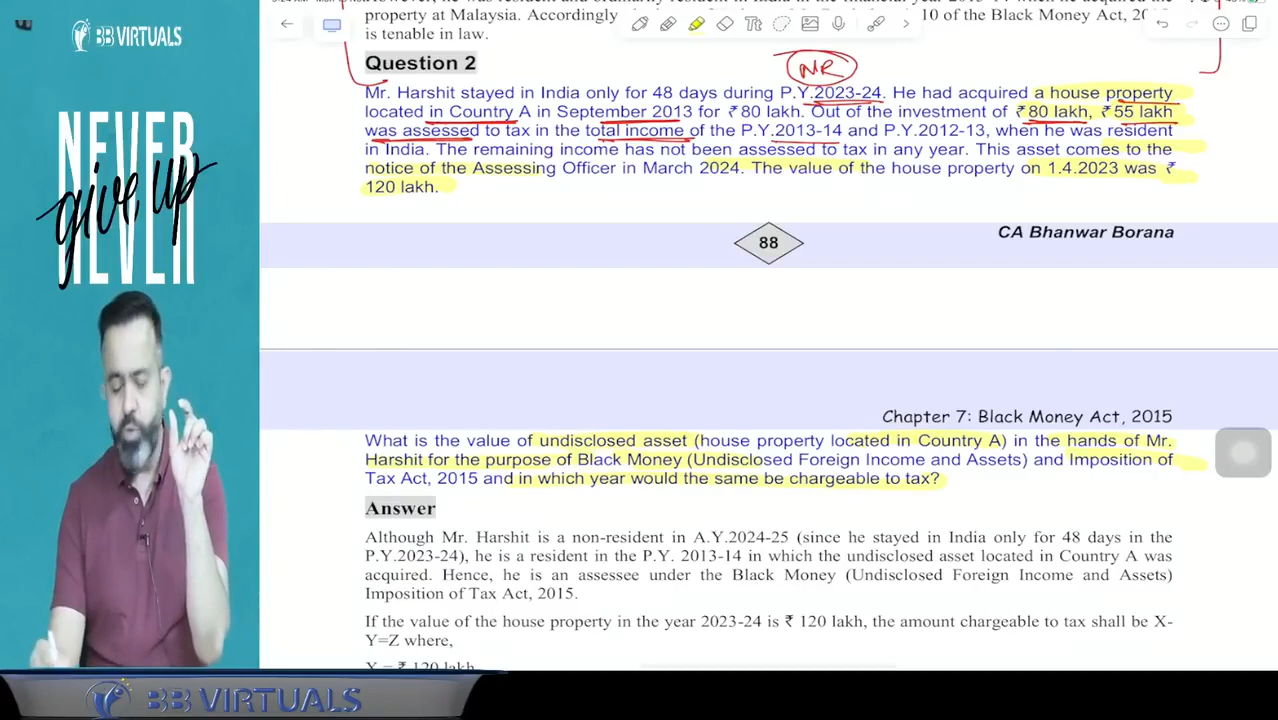 BB VIRTUALS
NEVER
give up
NEVER
property at Malaysia. Accordingly
10 of the Black Money Act,
is tenable in law.
Question 2
NR
Mr. Harshit stayed in India only for 48 days during P.Y.2023-24. He had acquired a house property
located in Country A in September 2013 for ₹ 80 lakh. Out of the investment of ₹ 80 lakh, ₹ 55 lakh
was assessed to tax in the total income of the P.Y.2013-14 and P.Y.2012-13, when he was resident
in India. The remaining income has not been assessed to tax in any year. This asset comes to the
notice of the Assessing Officer in March 2024. The value of the house property on 1.4.2023 was ₹
120 lakh.
88
CA Bhanwar Borana
Chapter 7: Black Money Act, 2015
What is the value of undisclosed asset (house property located in Country A) in the hands of Mr.
Harshit for the purpose of Black Money (Undisclosed Foreign Income and Assets) and Imposition of
Tax Act, 2015 and in which year would the same be chargeable to tax?
Answer
Although Mr. Harshit is a non-resident in A.Y.2024-25 (since he stayed in India only for 48 days in the
P.Y.2023-24), he is a resident in the P.Y. 2013-14 in which the undisclosed asset located in Country A was
acquired. Hence, he is an assessee under the Black Money (Undisclosed Foreign Income and Assets)
Imposition of Tax Act, 2015.
If the value of the house property in the year 2023-24 is ₹ 120 lakh, the amount chargeable to tax shall be X-
Y=Z where,
X = ₹ 120 lakh
BB VIRTUALS